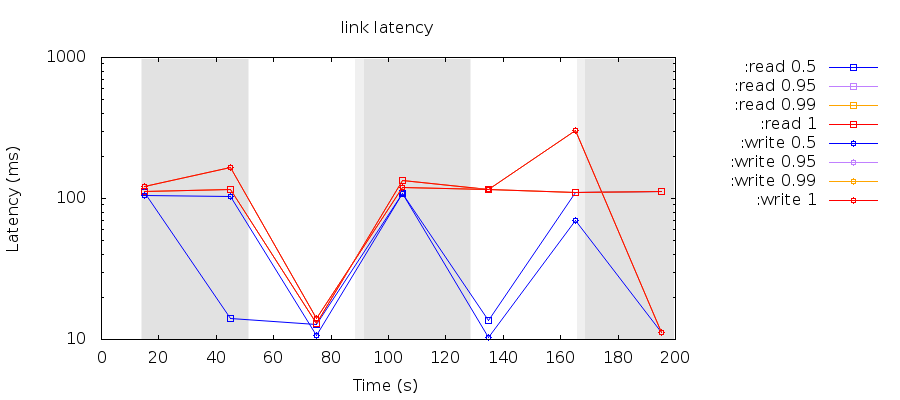 link latency
1000
100
10
Latency (ms)
0 20 40 60 80 100 120 140 160 180 200
Time (s)
:read 0.5
:read 0.95
:read 0.99
:read 1
:write 0.5
:write 0.95
:write 0.99
:write 1